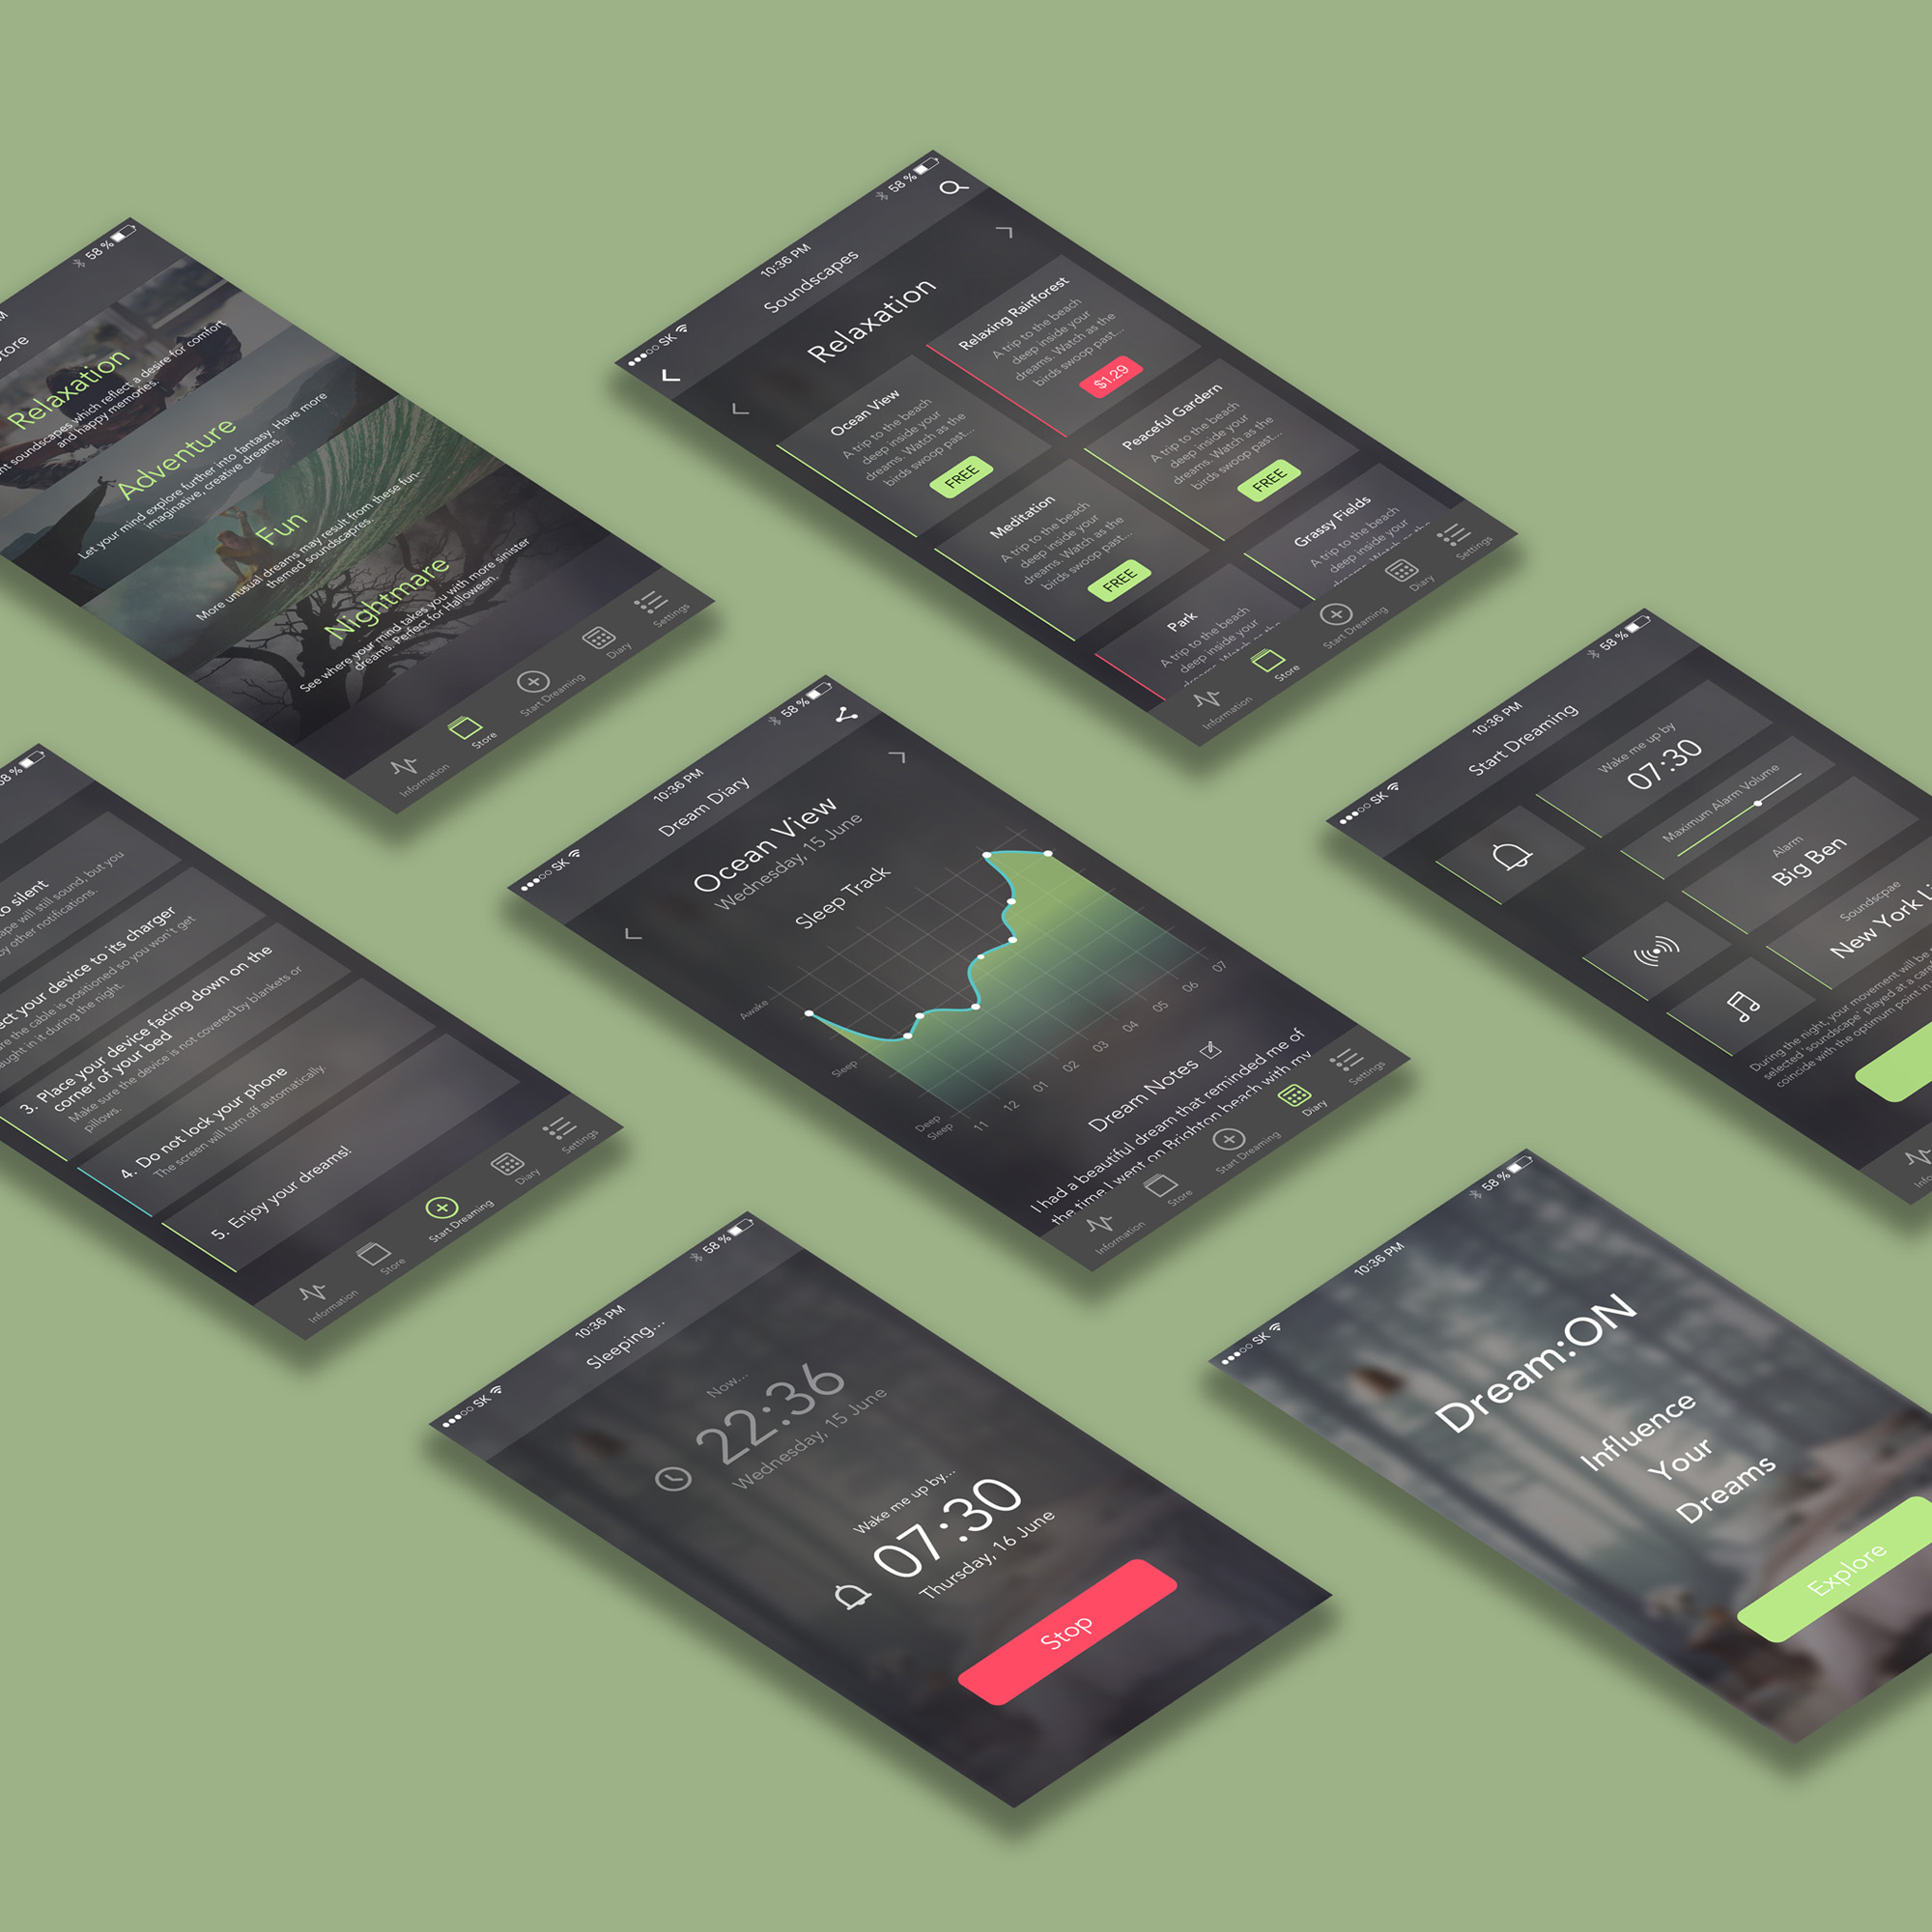 58 %
Relaxation
which reflect a desire for comfort
and happy memories.
Adventure
Let your mind explore further into fantasy. Have more
imaginative, creative dreams.
Fun
More unusual dreams may result from these fun-
themed soundscapres.
Nightmare
See where your mind takes you with more sinister
dreams. Perfect for Halloween.
Information
Store
Start Dreaming
Diary
Settings
SK
10:36 PM
58 %
Soundscapes
Relaxation
Ocean View
A trip to the beach
deep inside your
dreams. Watch as the
birds swoop past...
FREE
Relaxing Rainforest
A trip to the beach
deep inside your
dreams. Watch as the
birds swoop past...
$1.29
Meditation
A trip to the beach
deep inside your
dreams. Watch as the
birds swoop past...
FREE
Peaceful Gardern
A trip to the beach
deep inside your
dreams. Watch as the
birds swoop past...
FREE
Park
A trip to the beach
deep inside your
Grassy Fields
A trip to the beach
deep inside your
Information
Store
Start Dreaming
Diary
Settings
to silent
will still sound, but you
by other notifications.
your device to its charger
the cable is positioned so you won't get
in it during the night.
3. Place your device facing down on the
corner of your bed
Make sure the device is not covered by blankets or
pillows.
4. Do not lock your phone
The screen will turn off automatically.
5. Enjoy your dreams!
Information
Store
Start Dreaming
Diary
Settings
SK
10:36 PM
58 %
Dream Diary
Ocean View
Wednesday, 15 June
Sleep Track
Awake
Sleep
Deep
Sleep
11
12
01
02
03
04
05
06
07
Dream Notes
I had a beautiful dream that reminded me of
the time I went on Brighton beach with my
Information
Store
Start Dreaming
Diary
Settings
SK
10:36 PM
58 %
Start Dreaming
Wake me up by
07:30
Maximum Alarm Volume
Alarm
Big Ben
Soundscpae
New York
During the night, your movement will be
selected 'soundscape' played at a
coincide with the optimum point in
SK
10:36 PM
58 %
Sleeping...
Now...
22:36
Wednesday, 15 June
Wake me up by...
07:30
Thursday, 16 June
Stop
SK
10:36 PM
58 %
Dream:ON
Influence
Your
Dreams
Explore